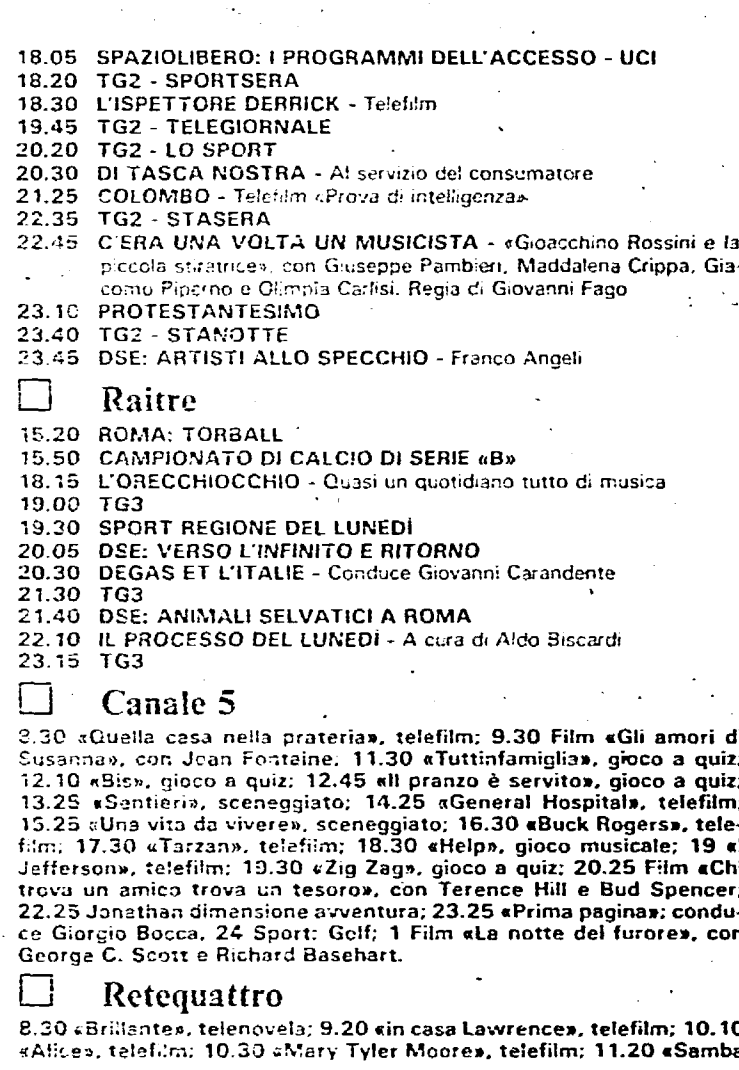 18.05 SPAZIOLIBERO: I PROGRAMMI DELL'ACCESSO - UCI
18.20 TG2 - SPORTSERA
18.30 L'ISPETTORE DERRICK - Telefilm
19.45 TG2 - TELEGIORNALE
20.20 TG2 - LO SPORT
20.30 DI TASCA NOSTRA - Al servizio del consumatore
21.25 COLOMBO - Telefilm «Prova di intelligenza»
22.35 TG2 - STASERA
22.45 C'ERA UNA VOLTA UN MUSICISTA - «Gioacchino Rossini e la
piccola stiratrice», con Giuseppe Pambieri, Maddalena Crippa, Gia-
como Piperno e Olimpia Carlisi. Regia di Giovanni Fago
23.10 PROTESTANTESIMO
23.40 TG2 - STANOTTE
23.45 DSE: ARTISTI ALLO SPECCHIO - Franco Angeli
□ Raitre
15.20 ROMA: TORBALL
15.50 CAMPIONATO DI CALCIO DI SERIE «B»
18.15 L'ORECCHIOCCHIO - Quasi un quotidiano tutto di musica
19.00 TG3
19.30 SPORT REGIONE DEL LUNEDÌ
20.05 DSE: VERSO L'INFINITO E RITORNO
20.30 DEGAS ET L'ITALIE - Conduce Giovanni Carandente
21.30 TG3
21.40 DSE: ANIMALI SELVATICI A ROMA
22.10 IL PROCESSO DEL LUNEDÌ - A cura di Aldo Biscardi
23.15 TG3
□ Canale 5
8.30 «Quella casa nella prateria», telefilm; 9.30 Film «Gli amori d
Susanna», con Joan Fontaine; 11.30 «Tuttinfamiglia», gioco a quiz;
12.10 «Bis», gioco a quiz; 12.45 «Il pranzo è servito», gioco a quiz;
13.25 «Sentieri», sceneggiato; 14.25 «General Hospital», telefilm;
15.25 «Una vita da vivere», sceneggiato; 16.30 «Buck Rogers», tele-
film; 17.30 «Tarzan», telefilm; 18.30 «Help», gioco musicale; 19 «I
Jefferson», telefilm; 19.30 «Zig Zag», gioco a quiz; 20.25 Film «Chi
trova un amico trova un tesoro», con Terence Hill e Bud Spencer;
22.25 Jonathan dimensione avventura; 23.25 «Prima pagina»; condu-
ce Giorgio Bocca, 24 Sport: Golf; 1 Film «La notte del furore», con
George C. Scott e Richard Basehart.
□ Retequattro
8.30 «Brillante», telenovela; 9.20 «in casa Lawrence», telefilm; 10.10
«Alice», telefilm; 10.30 «Mary Tyler Moore», telefilm; 11.20 «Samba